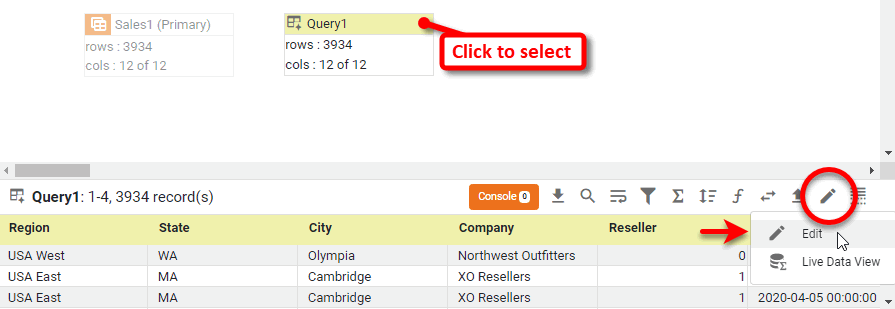 Sales1 (Primary)
rows : 3934
cols : 12 of 12
Query1
rows : 3934
cols : 12 of 12
Click to select
Query1: 1-4, 3934 record(s)
Console 0
Region State City Company Reseller
Edit
Live Data View
USA West WA Olympia Northwest Outfitters 0
USA East MA Cambridge XO Resellers 1
USA East MA Cambridge XO Resellers 1 2020-04-05 00:00:00